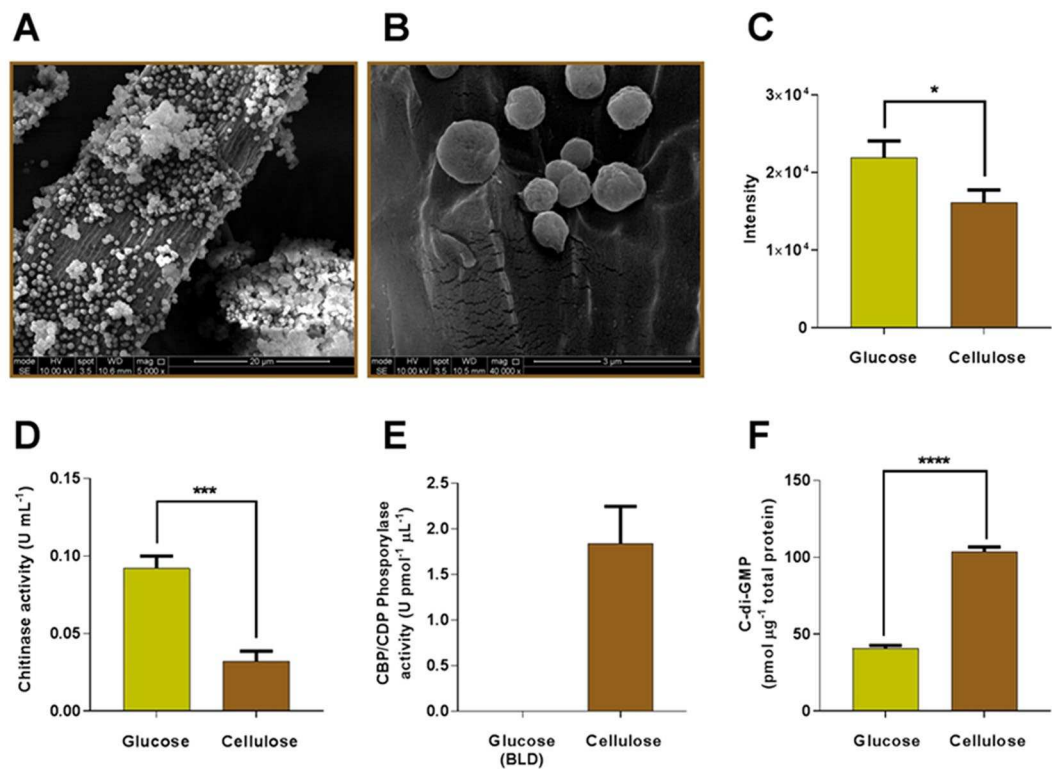 A
B
C
mode HV spot WD mag □ 20 µm
SE 10.00 kV 3.5 10.6 mm 5 000 x
mode HV spot WD mag □ 3 µm
SE 10.00 kV 3.5 10.5 mm 40 000 x
3×10⁴
2×10⁴
1×10⁴
0
Intensity
*
Glucose Cellulose
D
E
F
0.15
0.10
0.05
0.00
Chitinase activity (U mL⁻¹)
***
Glucose Cellulose
2.5
2.0
1.5
1.0
0.5
0.0
CBP/CDP Phosporylase
activity (U pmol⁻¹ µL⁻¹)
Glucose Cellulose
(BLD)
150
100
50
0
C-di-GMP
(pmol µg⁻¹ total protein)
****
Glucose Cellulose